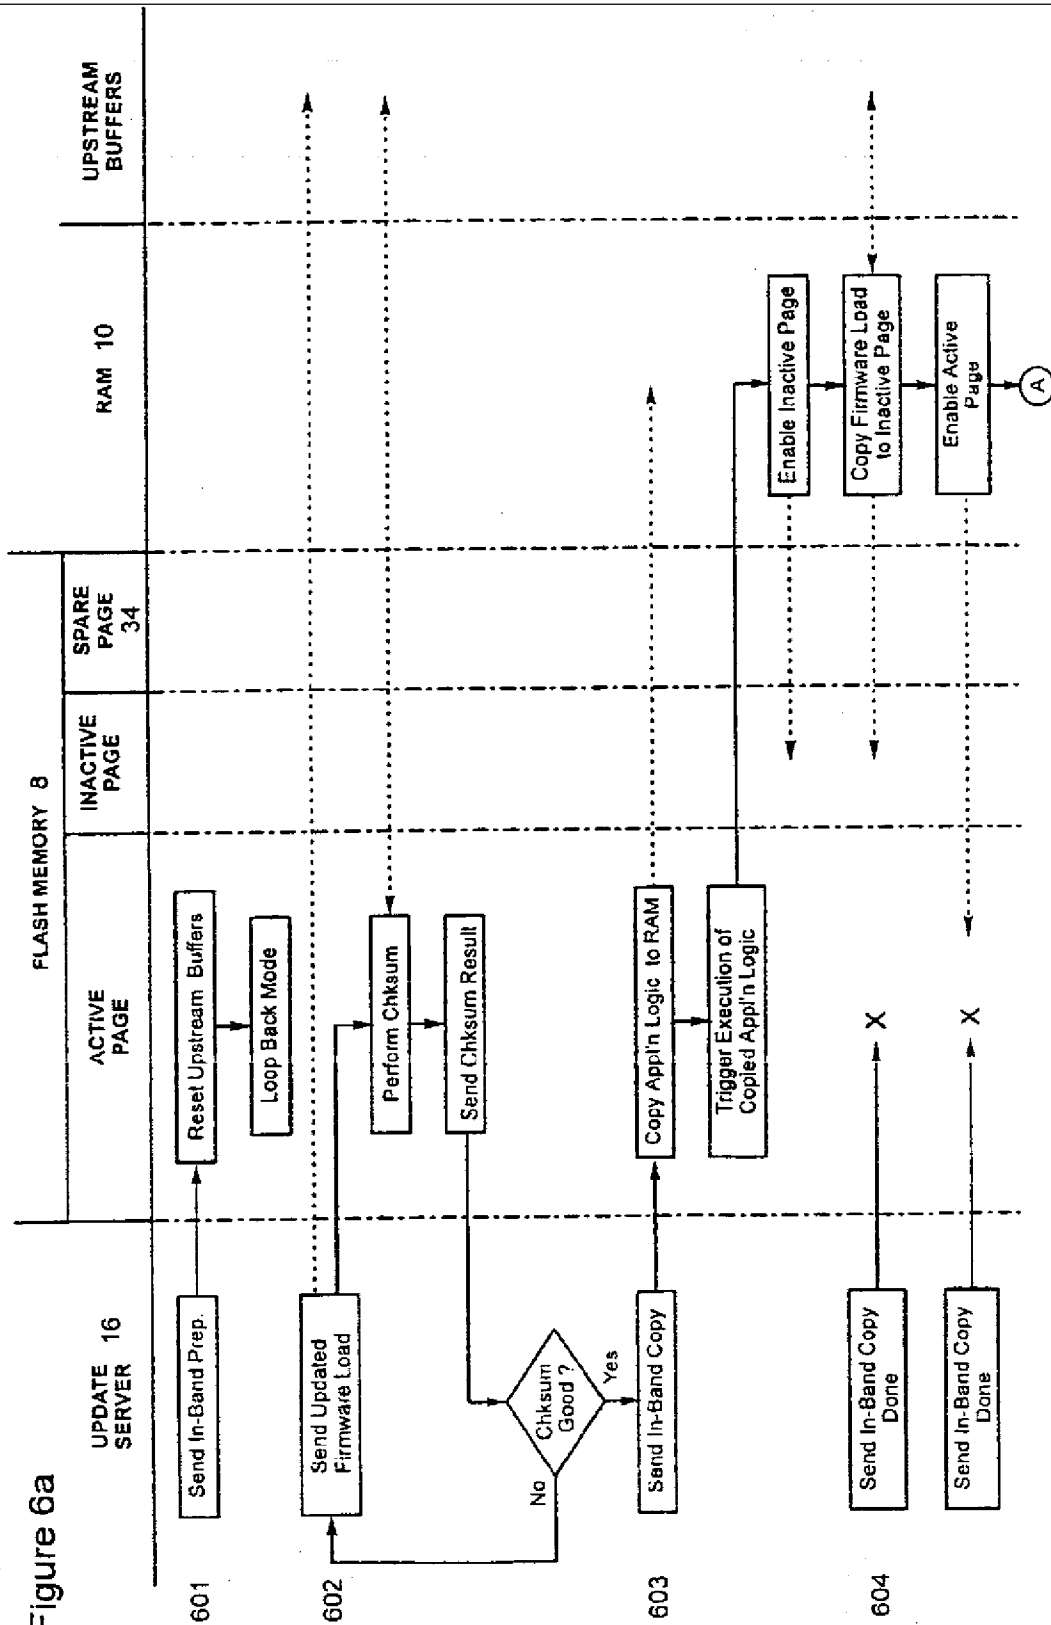 Figure 6a
UPDATE
SERVER 16
FLASH MEMORY 8
ACTIVE
PAGE
INACTIVE
PAGE
SPARE
PAGE
34
RAM 10
UPSTREAM
BUFFERS
601
Send In-Band Prep.
Reset Upstream Buffers
Loop Back Mode
602
Send Updated
Firmware Load
Perform Chksum
Send Chksum Result
Chksum
Good ?
No
Yes
603
Send In-Band Copy
Copy Appl'n Logic to RAM
Trigger Execution of
Copied Appl'n Logic
Enable Inactive Page
604
Send In-Band Copy
Done
X
Copy Firmware Load
to Inactive Page
Send In-Band Copy
Done
X
Enable Active
Page
A